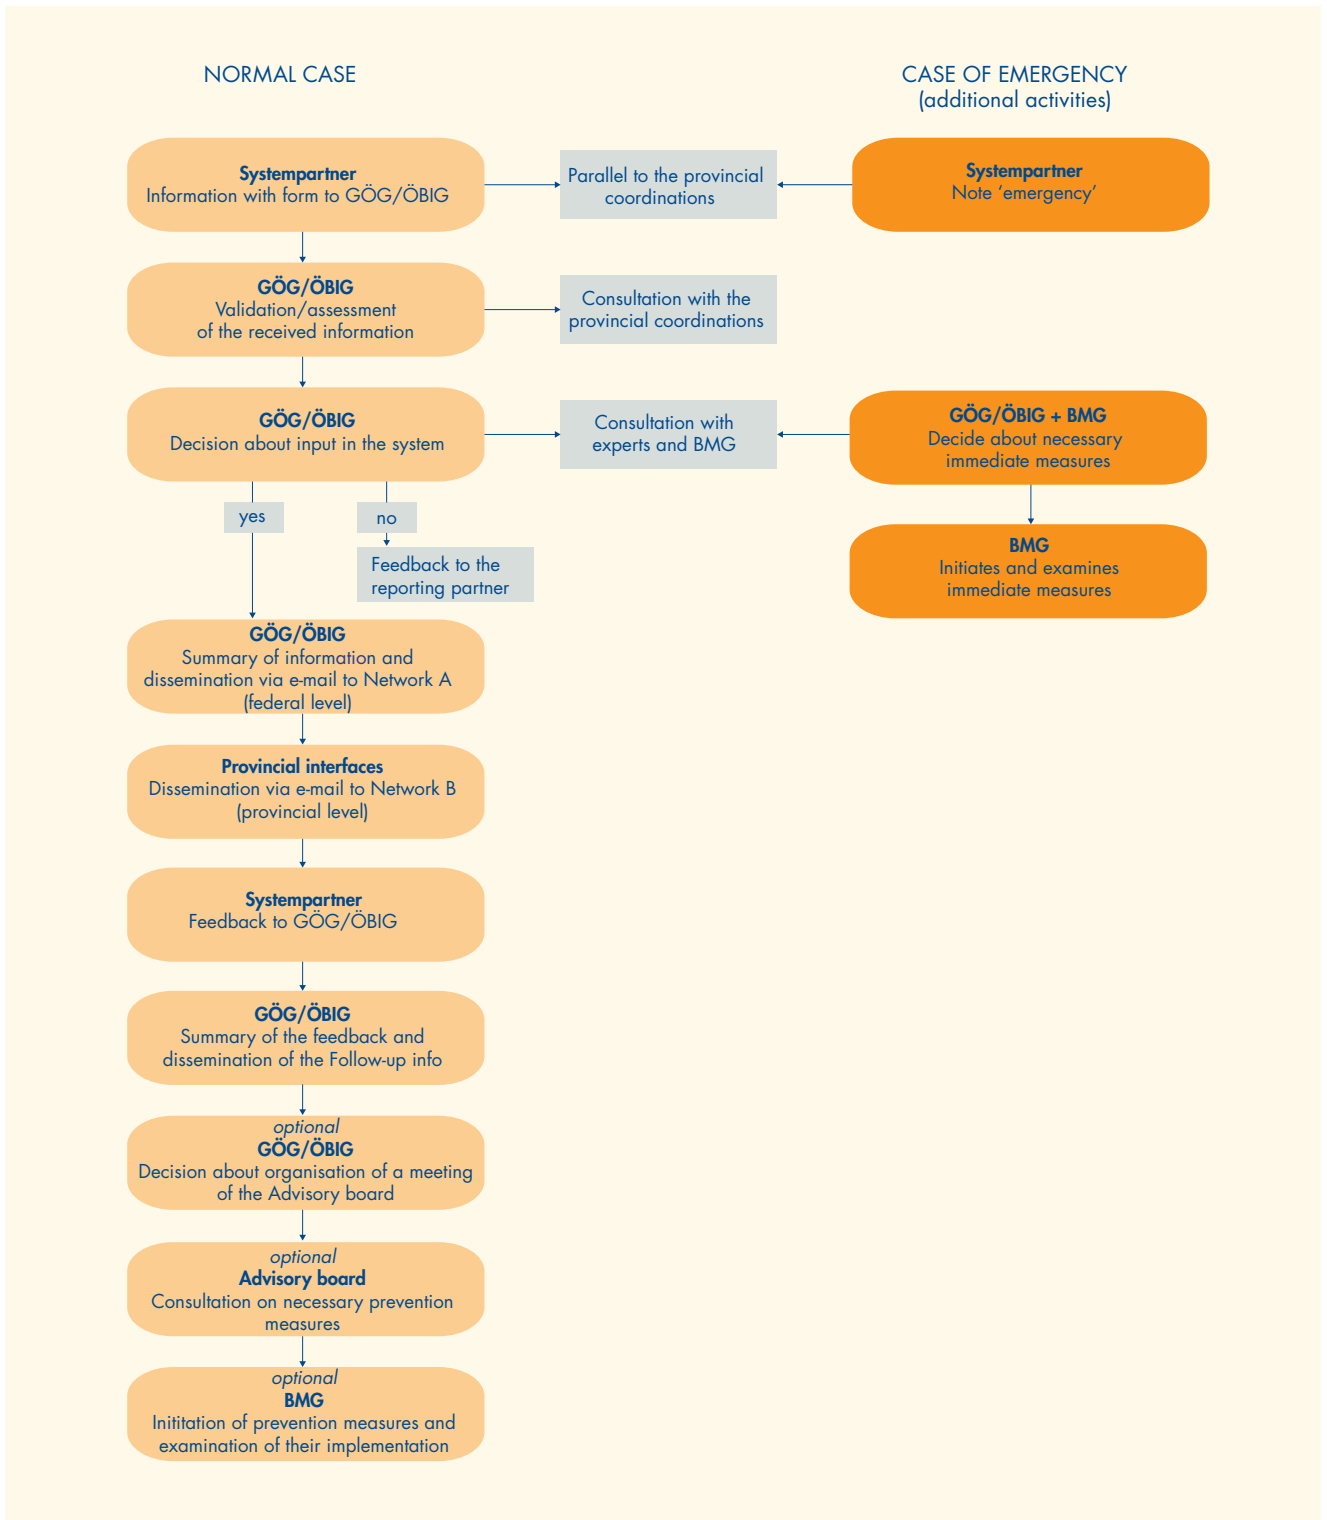 NORMAL CASE
CASE OF EMERGENCY
(additional activities)
Systempartner
Information with form to GÖG/ÖBIG
Parallel to the provincial
coordinations
Systempartner
Note ‘emergency’
GÖG/ÖBIG
Validation/assessment
of the received information
Consultation with the
provincial coordinations
GÖG/ÖBIG
Decision about input in the system
Consultation with
experts and BMG
GÖG/ÖBIG + BMG
Decide about necessary
immediate measures
yes
no
Feedback to the
reporting partner
BMG
Initiates and examines
immediate measures
GÖG/ÖBIG
Summary of information and
dissemination via e-mail to Network A
(federal level)
Provincial interfaces
Dissemination via e-mail to Network B
(provincial level)
Systempartner
Feedback to GÖG/ÖBIG
GÖG/ÖBIG
Summary of the feedback and
dissemination of the Follow-up info
optional
GÖG/ÖBIG
Decision about organisation of a meeting
of the Advisory board
optional
Advisory board
Consultation on necessary prevention
measures
optional
BMG
Inititation of prevention measures and
examination of their implementation